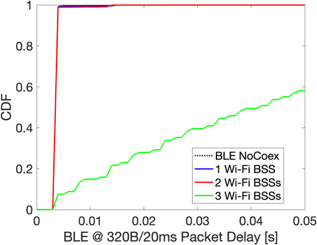 1
0.8
0.6
0.4
0.2
0
CDF
0 0.01 0.02 0.03 0.04 0.05
BLE @ 320B/20ms Packet Delay [s]
BLE NoCoex
1 Wi-Fi BSS
2 Wi-Fi BSSs
3 Wi-Fi BSSs